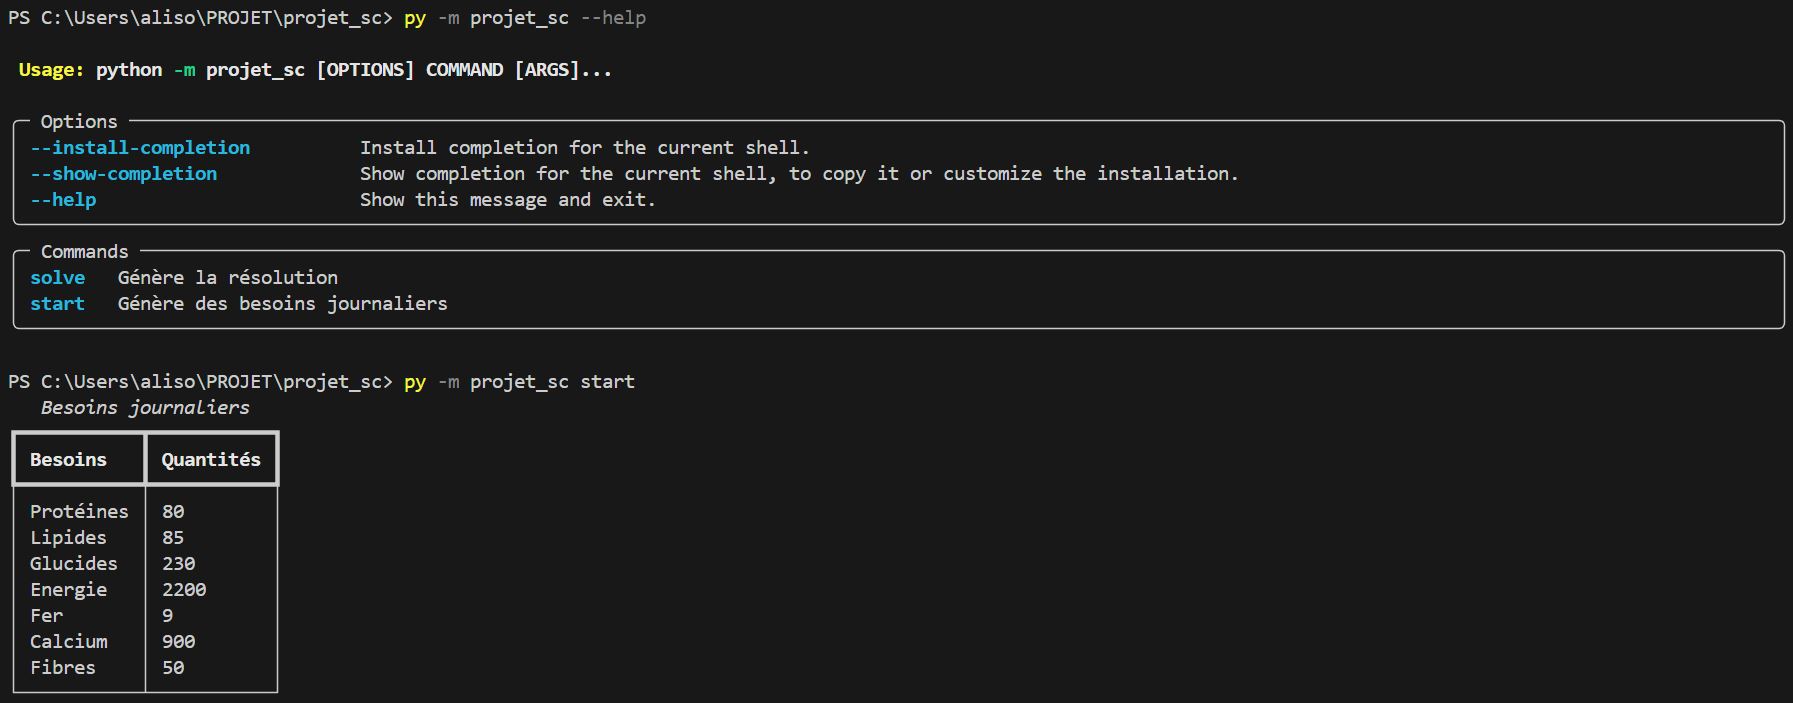 PS C:\Users\aliso\PROJET\projet_sc> py -m projet_sc --help
Usage: python -m projet_sc [OPTIONS] COMMAND [ARGS]...
Options
--install-completion Install completion for the current shell.
--show-completion Show completion for the current shell, to copy it or customize the installation.
--help Show this message and exit.
Commands
solve Génère la résolution
start Génère des besoins journaliers
PS C:\Users\aliso\PROJET\projet_sc> py -m projet_sc start
Besoins journaliers
Besoins Quantités
Protéines 80
Lipides 85
Glucides 230
Energie 2200
Fer 9
Calcium 900
Fibres 50